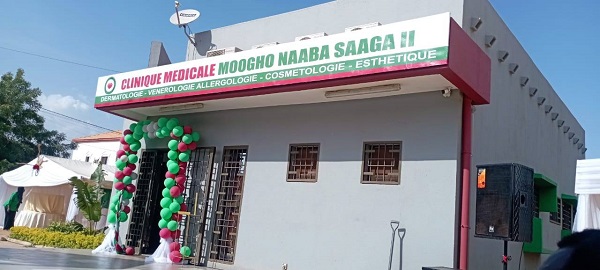 CLINIQUE MEDICALE MOOGHO NAABA SAAGA II
DERMATOLOGIE - VENEROLOGIE ALLERGOLOGIE - COSMETOLOGIE - ESTHETIQUE